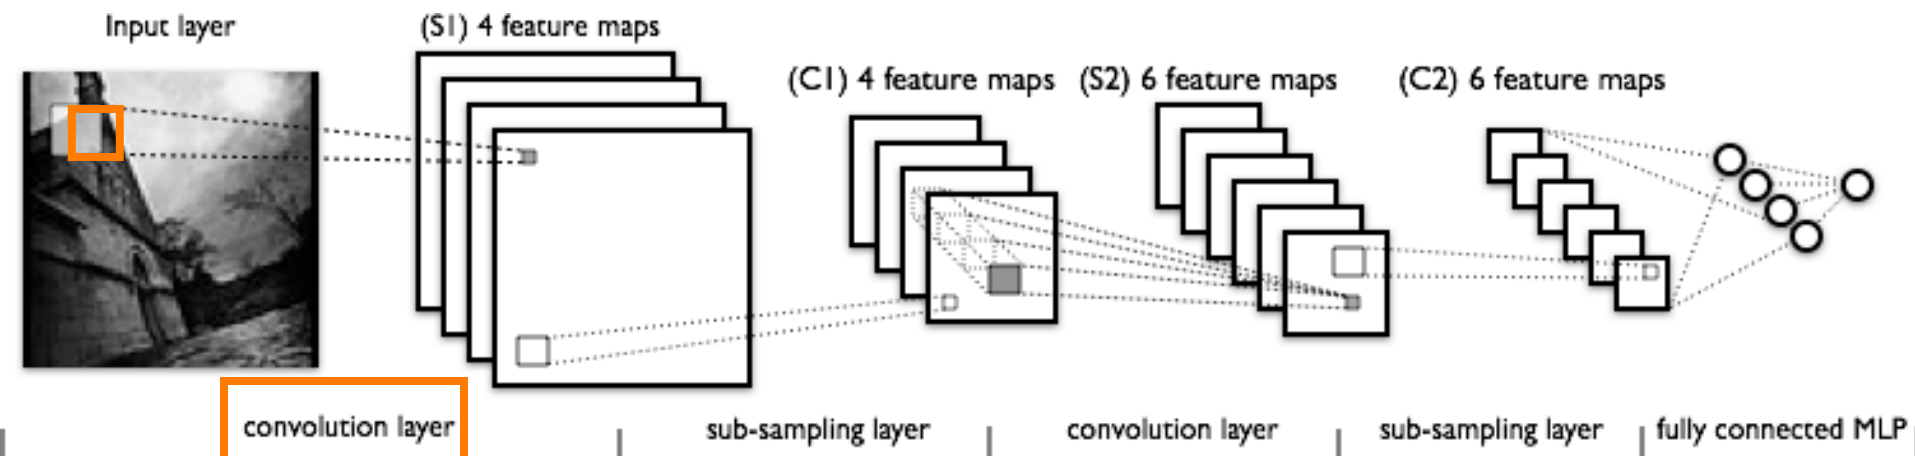 Input layer
(S1) 4 feature maps
(C1) 4 feature maps
(S2) 6 feature maps
(C2) 6 feature maps
convolution layer
sub-sampling layer
convolution layer
sub-sampling layer
fully connected MLP